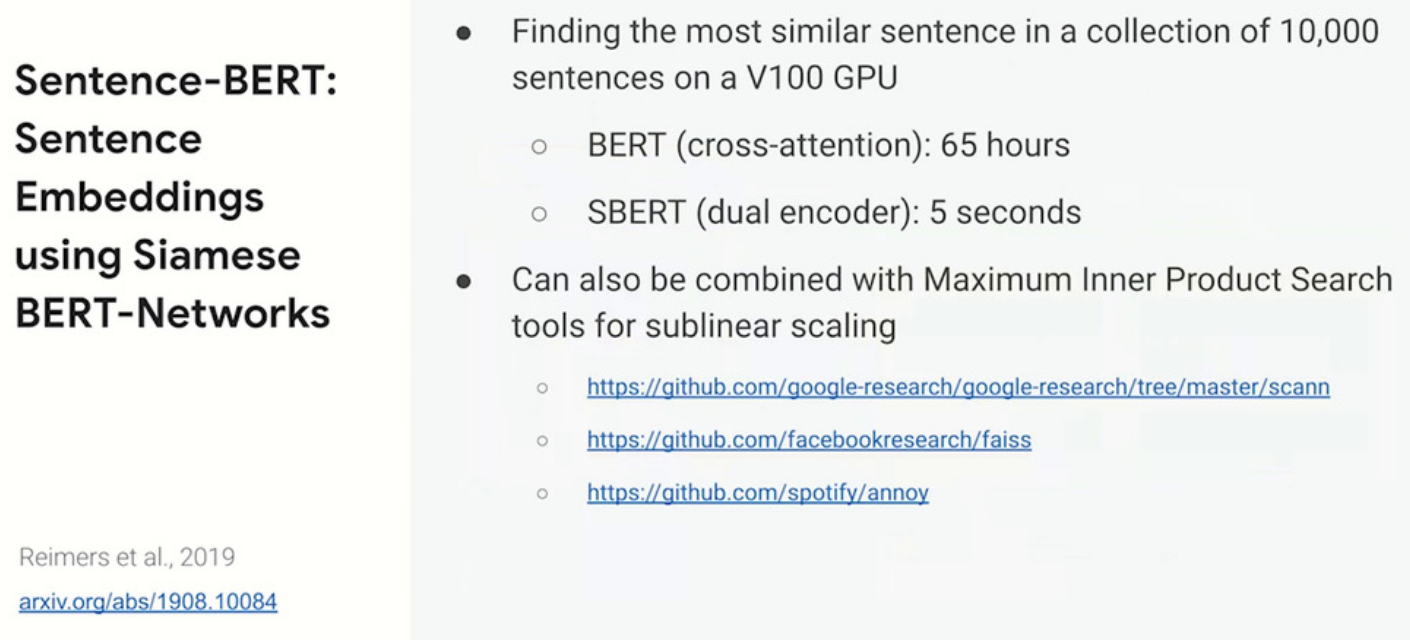 Sentence-BERT:
Sentence
Embeddings
using Siamese
BERT-Networks
Reimers et al., 2019
arxiv.org/abs/1908.10084
● Finding the most similar sentence in a collection of 10,000
sentences on a V100 GPU
○ BERT (cross-attention): 65 hours
○ SBERT (dual encoder): 5 seconds
● Can also be combined with Maximum Inner Product Search
tools for sublinear scaling
○ https://github.com/google-research/google-research/tree/master/scann
○ https://github.com/facebookresearch/faiss
○ https://github.com/spotify/annoy